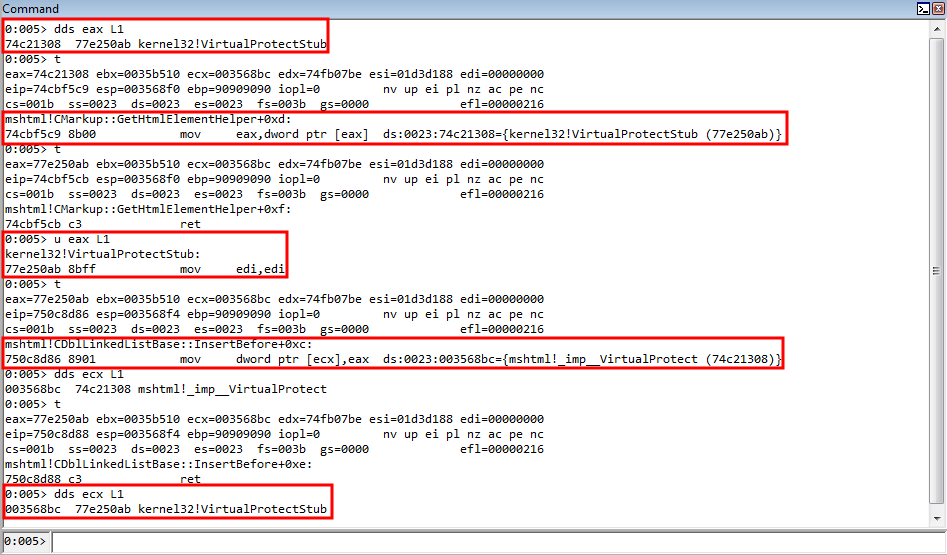 Command
0:005> dds eax L1
74c21308  77e250ab kernel32!VirtualProtectStub
0:005> t
eax=74c21308 ebx=0035b510 ecx=003568bc edx=74fb07be esi=01d3d188 edi=00000000
eip=74cbf5c9 esp=003568f0 ebp=90909090 iopl=0         nv up ei pl nz ac pe nc
cs=001b  ss=0023  ds=0023  es=0023  fs=003b  gs=0000             efl=00000216
mshtml!CMarkup::GetHtmlElementHelper+0xd:
74cbf5c9 8b00            mov     eax,dword ptr [eax]  ds:0023:74c21308={kernel32!VirtualProtectStub (77e250ab)}
0:005> t
eax=77e250ab ebx=0035b510 ecx=003568bc edx=74fb07be esi=01d3d188 edi=00000000
eip=74cbf5cb esp=003568f0 ebp=90909090 iopl=0         nv up ei pl nz ac pe nc
cs=001b  ss=0023  ds=0023  es=0023  fs=003b  gs=0000             efl=00000216
mshtml!CMarkup::GetHtmlElementHelper+0xf:
74cbf5cb c3              ret
0:005> u eax L1
kernel32!VirtualProtectStub:
77e250ab 8bff            mov     edi,edi
0:005> t
eax=77e250ab ebx=0035b510 ecx=003568bc edx=74fb07be esi=01d3d188 edi=00000000
eip=750c8d86 esp=003568f4 ebp=90909090 iopl=0         nv up ei pl nz ac pe nc
cs=001b  ss=0023  ds=0023  es=0023  fs=003b  gs=0000             efl=00000216
mshtml!CDblLinkedListBase::InsertBefore+0xc:
750c8d86 8901            mov     dword ptr [ecx],eax  ds:0023:003568bc={mshtml!_imp__VirtualProtect (74c21308)}
0:005> dds ecx L1
003568bc  74c21308 mshtml!_imp__VirtualProtect
0:005> t
eax=77e250ab ebx=0035b510 ecx=003568bc edx=74fb07be esi=01d3d188 edi=00000000
eip=750c8d88 esp=003568f4 ebp=90909090 iopl=0         nv up ei pl nz ac pe nc
cs=001b  ss=0023  ds=0023  es=0023  fs=003b  gs=0000             efl=00000216
mshtml!CDblLinkedListBase::InsertBefore+0xe:
750c8d88 c3              ret
0:005> dds ecx L1
003568bc  77e250ab kernel32!VirtualProtectStub
0:005>